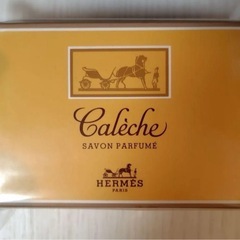 Calèche
SAVON PARFUMÉ
HERMÈS
PARIS